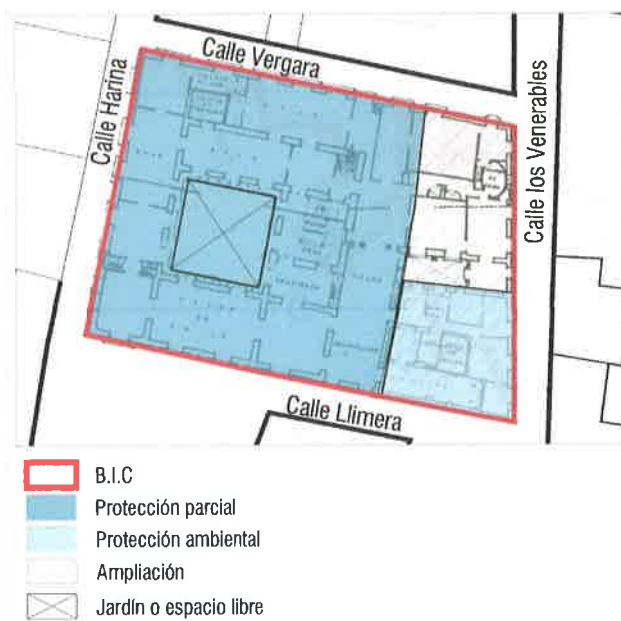 Calle Vergara
Calle Harina
Calle los Venerables
Calle Llimera
B.I.C
Protección parcial
Protección ambiental
Ampliación
Jardín o espacio libre